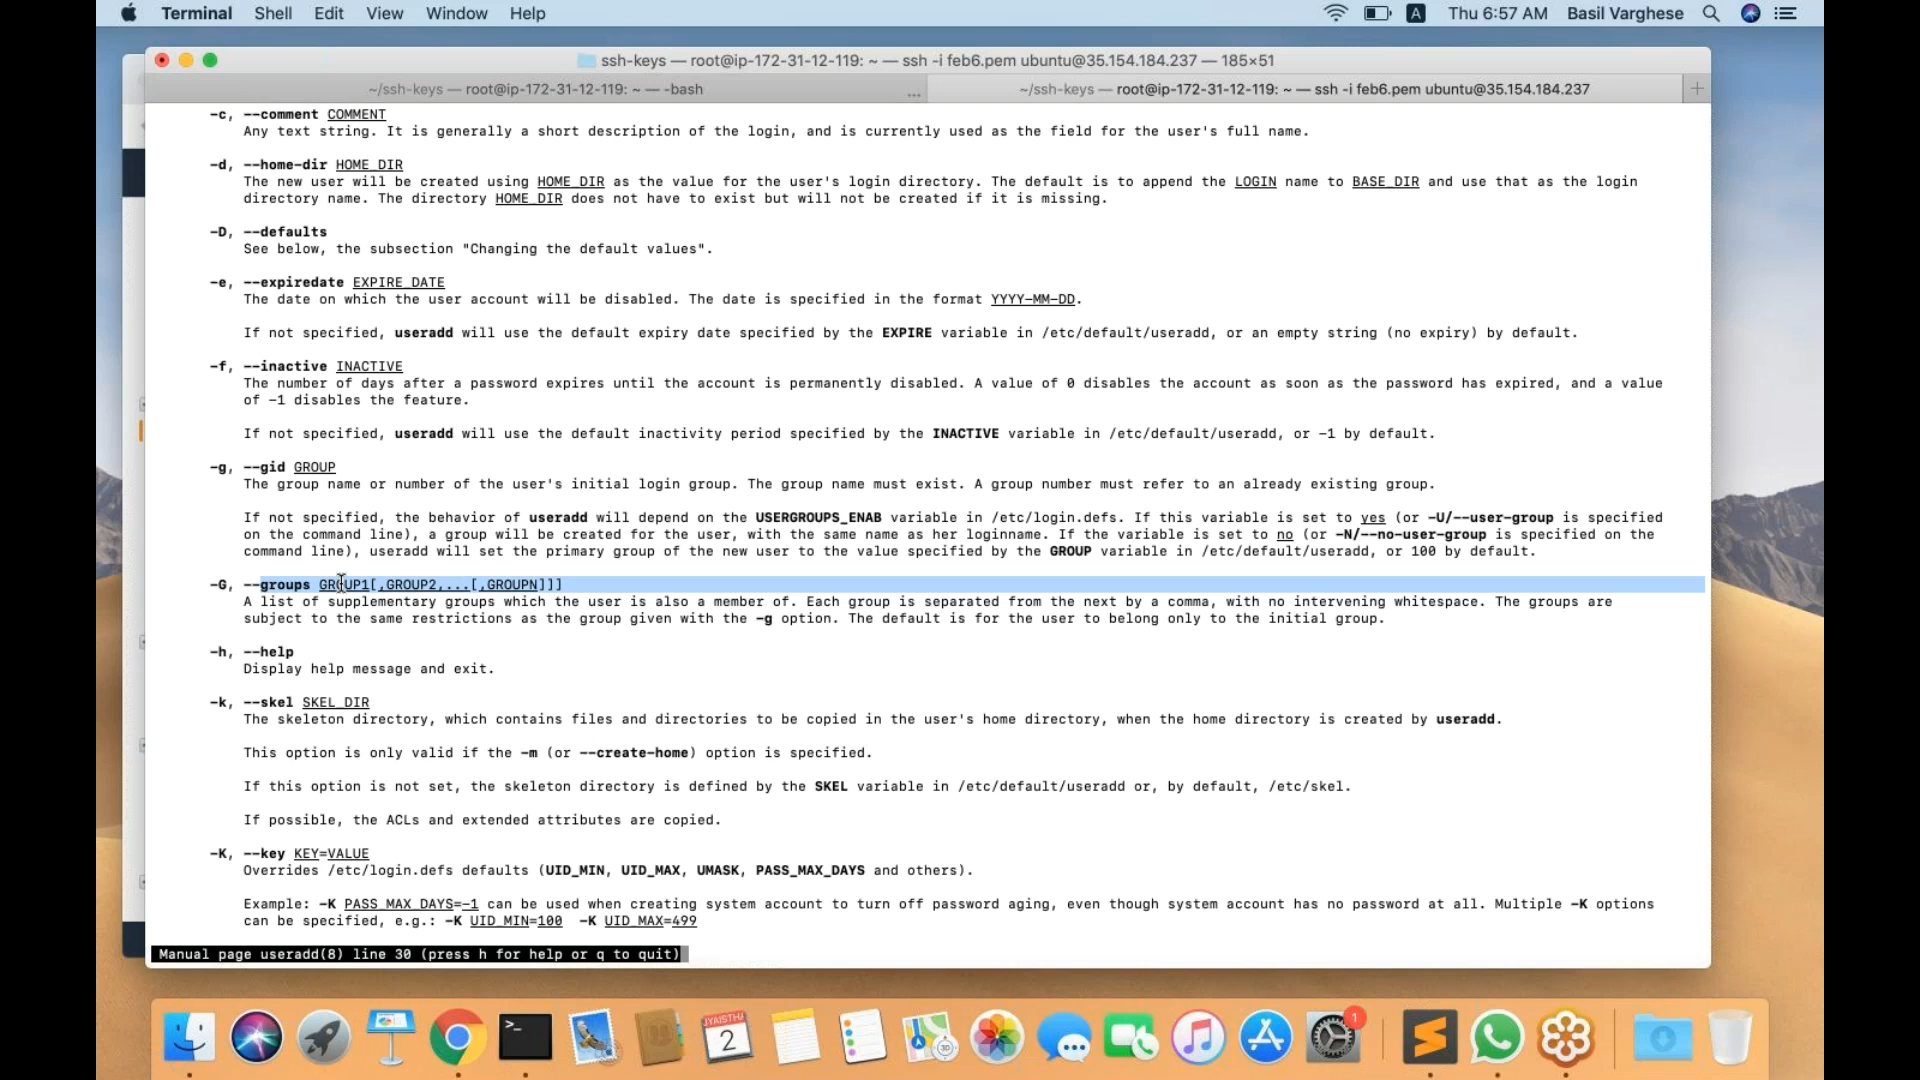 Terminal Shell Edit View Window Help
Thu 6:57 AM Basil Varghese
ssh-keys — root@ip-172-31-12-119: ~ — ssh -i feb6.pem ubuntu@35.154.184.237 — 185×51
~/ssh-keys — root@ip-172-31-12-119: ~ — -bash ... ~/ssh-keys — root@ip-172-31-12-119: ~ — ssh -i feb6.pem ubuntu@35.154.184.237
-c, --comment COMMENT
Any text string. It is generally a short description of the login, and is currently used as the field for the user's full name.
-d, --home-dir HOME_DIR
The new user will be created using HOME_DIR as the value for the user's login directory. The default is to append the LOGIN name to BASE_DIR and use that as the login
directory name. The directory HOME_DIR does not have to exist but will not be created if it is missing.
-D, --defaults
See below, the subsection "Changing the default values".
-e, --expiredate EXPIRE_DATE
The date on which the user account will be disabled. The date is specified in the format YYYY-MM-DD.
If not specified, useradd will use the default expiry date specified by the EXPIRE variable in /etc/default/useradd, or an empty string (no expiry) by default.
-f, --inactive INACTIVE
The number of days after a password expires until the account is permanently disabled. A value of 0 disables the account as soon as the password has expired, and a value
of -1 disables the feature.
If not specified, useradd will use the default inactivity period specified by the INACTIVE variable in /etc/default/useradd, or -1 by default.
-g, --gid GROUP
The group name or number of the user's initial login group. The group name must exist. A group number must refer to an already existing group.
If not specified, the behavior of useradd will depend on the USERGROUPS_ENAB variable in /etc/login.defs. If this variable is set to yes (or -U/--user-group is specified
on the command line), a group will be created for the user, with the same name as her loginname. If the variable is set to no (or -N/--no-user-group is specified on the
command line), useradd will set the primary group of the new user to the value specified by the GROUP variable in /etc/default/useradd, or 100 by default.
-G, --groups GROUP1[,GROUP2,...[,GROUPN]]]
A list of supplementary groups which the user is also a member of. Each group is separated from the next by a comma, with no intervening whitespace. The groups are
subject to the same restrictions as the group given with the -g option. The default is for the user to belong only to the initial group.
-h, --help
Display help message and exit.
-k, --skel SKEL_DIR
The skeleton directory, which contains files and directories to be copied in the user's home directory, when the home directory is created by useradd.
This option is only valid if the -m (or --create-home) option is specified.
If this option is not set, the skeleton directory is defined by the SKEL variable in /etc/default/useradd or, by default, /etc/skel.
If possible, the ACLs and extended attributes are copied.
-K, --key KEY=VALUE
Overrides /etc/login.defs defaults (UID_MIN, UID_MAX, UMASK, PASS_MAX_DAYS and others).
Example: -K PASS_MAX_DAYS=-1 can be used when creating system account to turn off password aging, even though system account has no password at all. Multiple -K options
can be specified, e.g.: -K UID_MIN=100 -K UID_MAX=499
Manual page useradd(8) line 30 (press h for help or q to quit)
JYAISTHJ
2
3D
1